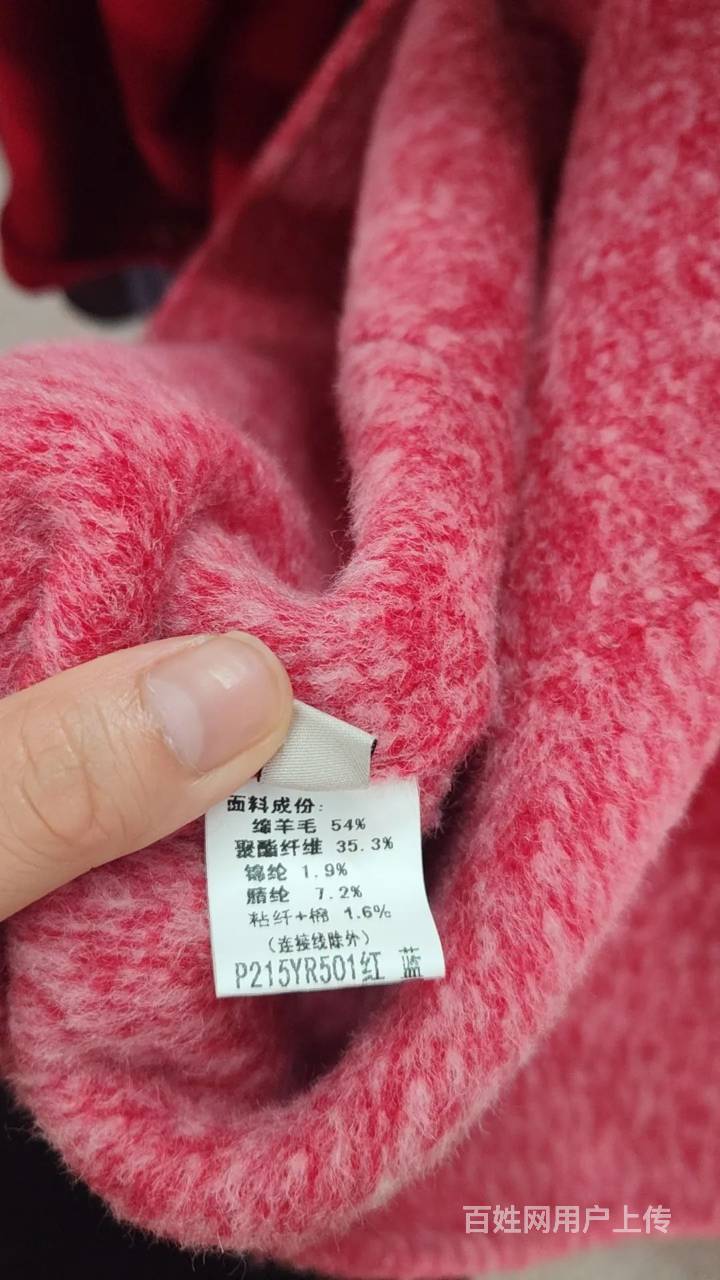 面料成份:
绵羊毛 54%
聚酯纤维 35.3%
锦纶 1.9%
腈纶 7.2%
粘纤+棉 1.6%
(连接线除外)
P215YR501红 蓝
百姓网用户上传